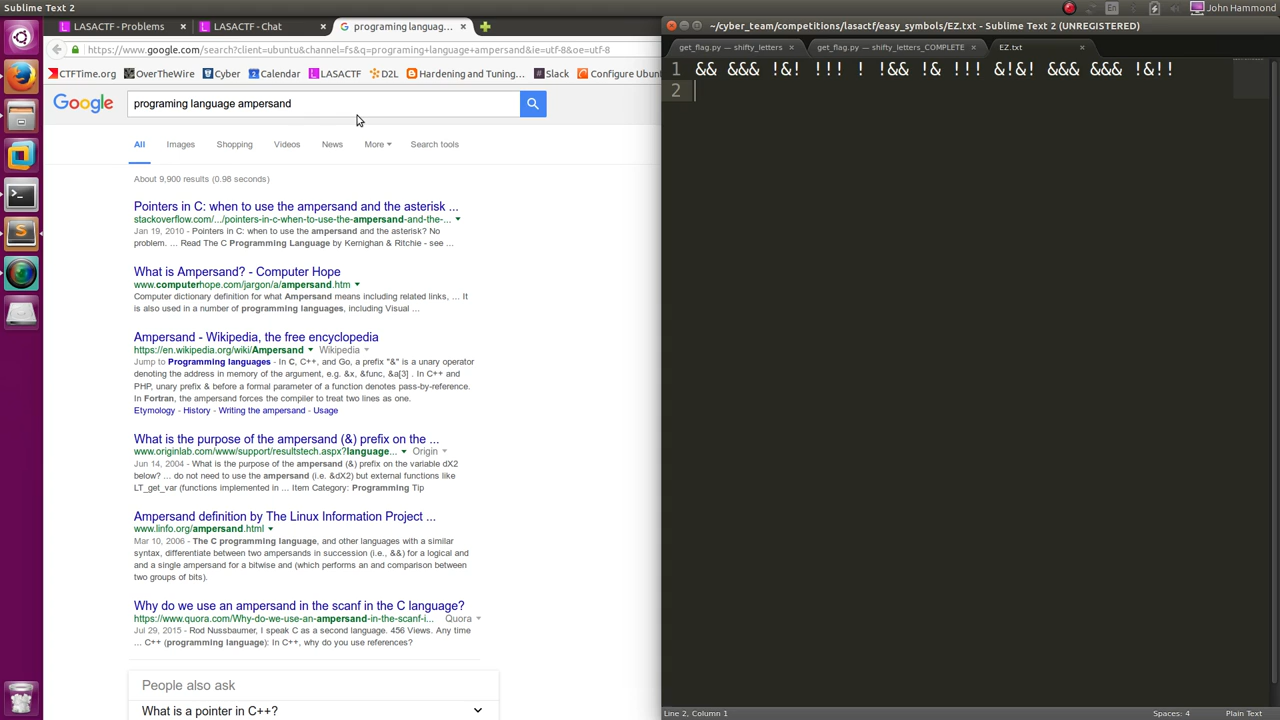 Sublime Text 2
En
John Hammond
LASACTF - Problems
LASACTF - Chat
programing languag...
~/cyber_team/competitions/lasactf/easy_symbols/EZ.txt - Sublime Text 2 (UNREGISTERED)
https://www.google.com/search?client=ubuntu&channel=fs&q=programing+language+ampersand&ie=utf-8&oe=utf-8
get_flag.py — shifty_letters
get_flag.py — shifty_letters_COMPLETE
EZ.txt
CTFTime.org
OverTheWire
Cyber
Calendar
LASACTF
D2L
Hardening and Tuning...
Scan
Configure Ubunt
1 && &&& !&! !!! ! !&& !& !!! &!&! &&& &&& !&!!
2
Google
programing language ampersand
All
Images
Shopping
Videos
News
More
Search tools
About 9,900 results (0.98 seconds)
Pointers in C: when to use the ampersand and the asterisk ...
stackoverflow.com/.../pointers-in-c-when-to-use-the-ampersand-and-the-...
Jan 19, 2010 - Pointers in C: when to use the ampersand and the asterisk? No
problem. ... Read The C Programming Language by Kernighan & Ritchie - see ...
What is Ampersand? - Computer Hope
www.computerhope.com/jargon/a/ampersand.htm
Computer dictionary definition for what Ampersand means including related links, ... It
is also used in a number of programming languages, including Visual ...
Ampersand - Wikipedia, the free encyclopedia
https://en.wikipedia.org/wiki/Ampersand
Wikipedia
Jump to Programming languages - In C, C++, and Go, a prefix "&" is a unary operator
denoting the address in memory of the argument, e.g. &x, &func, &a[3] . In C++ and
PHP, unary prefix & before a formal parameter of a function denotes pass-by-reference.
In Fortran, the ampersand forces the compiler to treat two lines as one.
Etymology - History - Writing the ampersand - Usage
What is the purpose of the ampersand (&) prefix on the ...
www.originlab.com/www/support/resultstech.aspx?language...
Origin
Jun 14, 2004 - What is the purpose of the ampersand (&) prefix on the variable dX2
below? ... do not need to use the ampersand (i.e. &dX2) but external functions like
LT_get_var (functions implemented in ... Item Category: Programming Tip
Ampersand definition by The Linux Information Project ...
www.linfo.org/ampersand.html
Mar 10, 2006 - The C programming language, and other languages with a similar
syntax, differentiate between two ampersands in succession (i.e., &&) for a logical and
and a single ampersand for a bitwise and (which performs an and comparison between
two groups of bits).
Why do we use an ampersand in the scanf in the C language?
https://www.quora.com/Why-do-we-use-an-ampersand-in-the-scanf-i...
Quora
Jul 29, 2015 - Rod Nussbaumer, I speak C as a second language. 456 Views. Any time
... C++ (programming language): In C++, why do you use references?
People also ask
What is a pointer in C++?
Line 2, Column 1
Spaces: 4
Plain Text